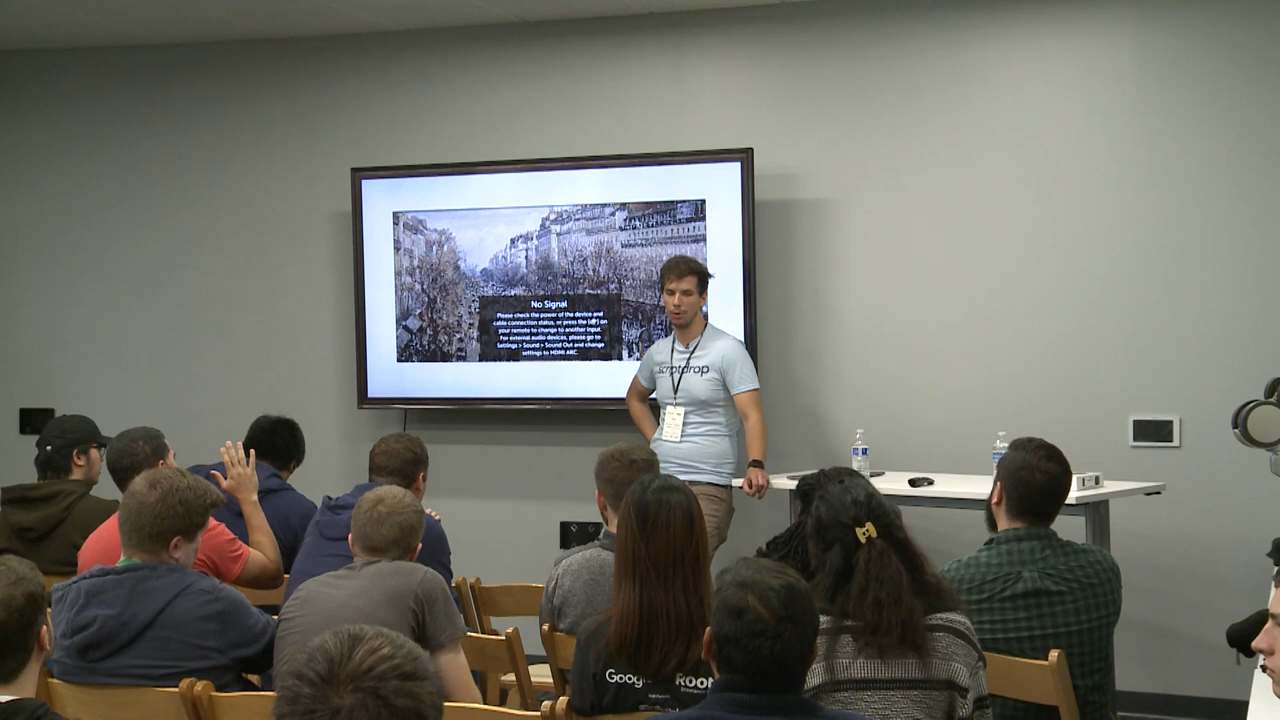 No Signal
Please check the power of the device and
cable connection status, or press the [ ] on
your remote to change to another input.
For external audio devices, please go to
Settings > Sound > Sound Out and change
settings to HDMI ARC.
scriptdrop
Google
ROO